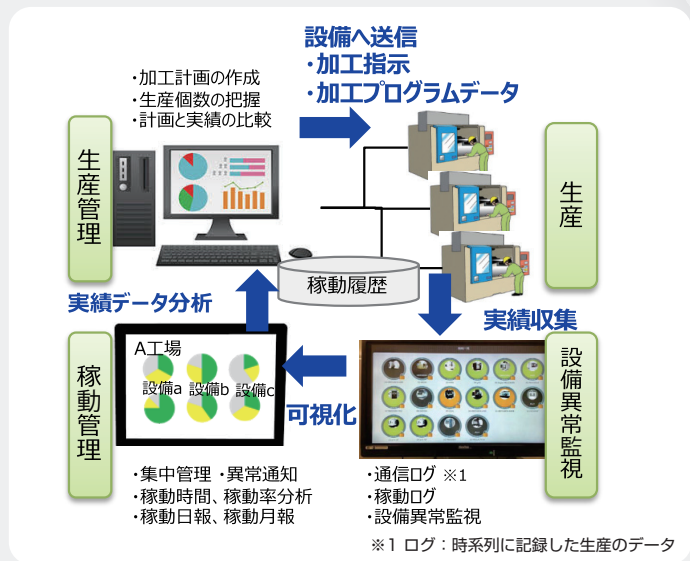 設備へ送信
・加工指示
・加工プログラムデータ
・加工計画の作成
・生産個数の把握
・計画と実績の比較
生産管理
生産
稼動履歴
実績データ分析
実績収集
稼動管理
A工場
設備a 設備b 設備c
可視化
設備異常監視
・集中管理 ・異常通知
・稼動時間、稼動率分析
・稼動日報、稼動月報
・通信ログ ※1
・稼動ログ
・設備異常監視
※1 ログ：時系列に記録した生産のデータ